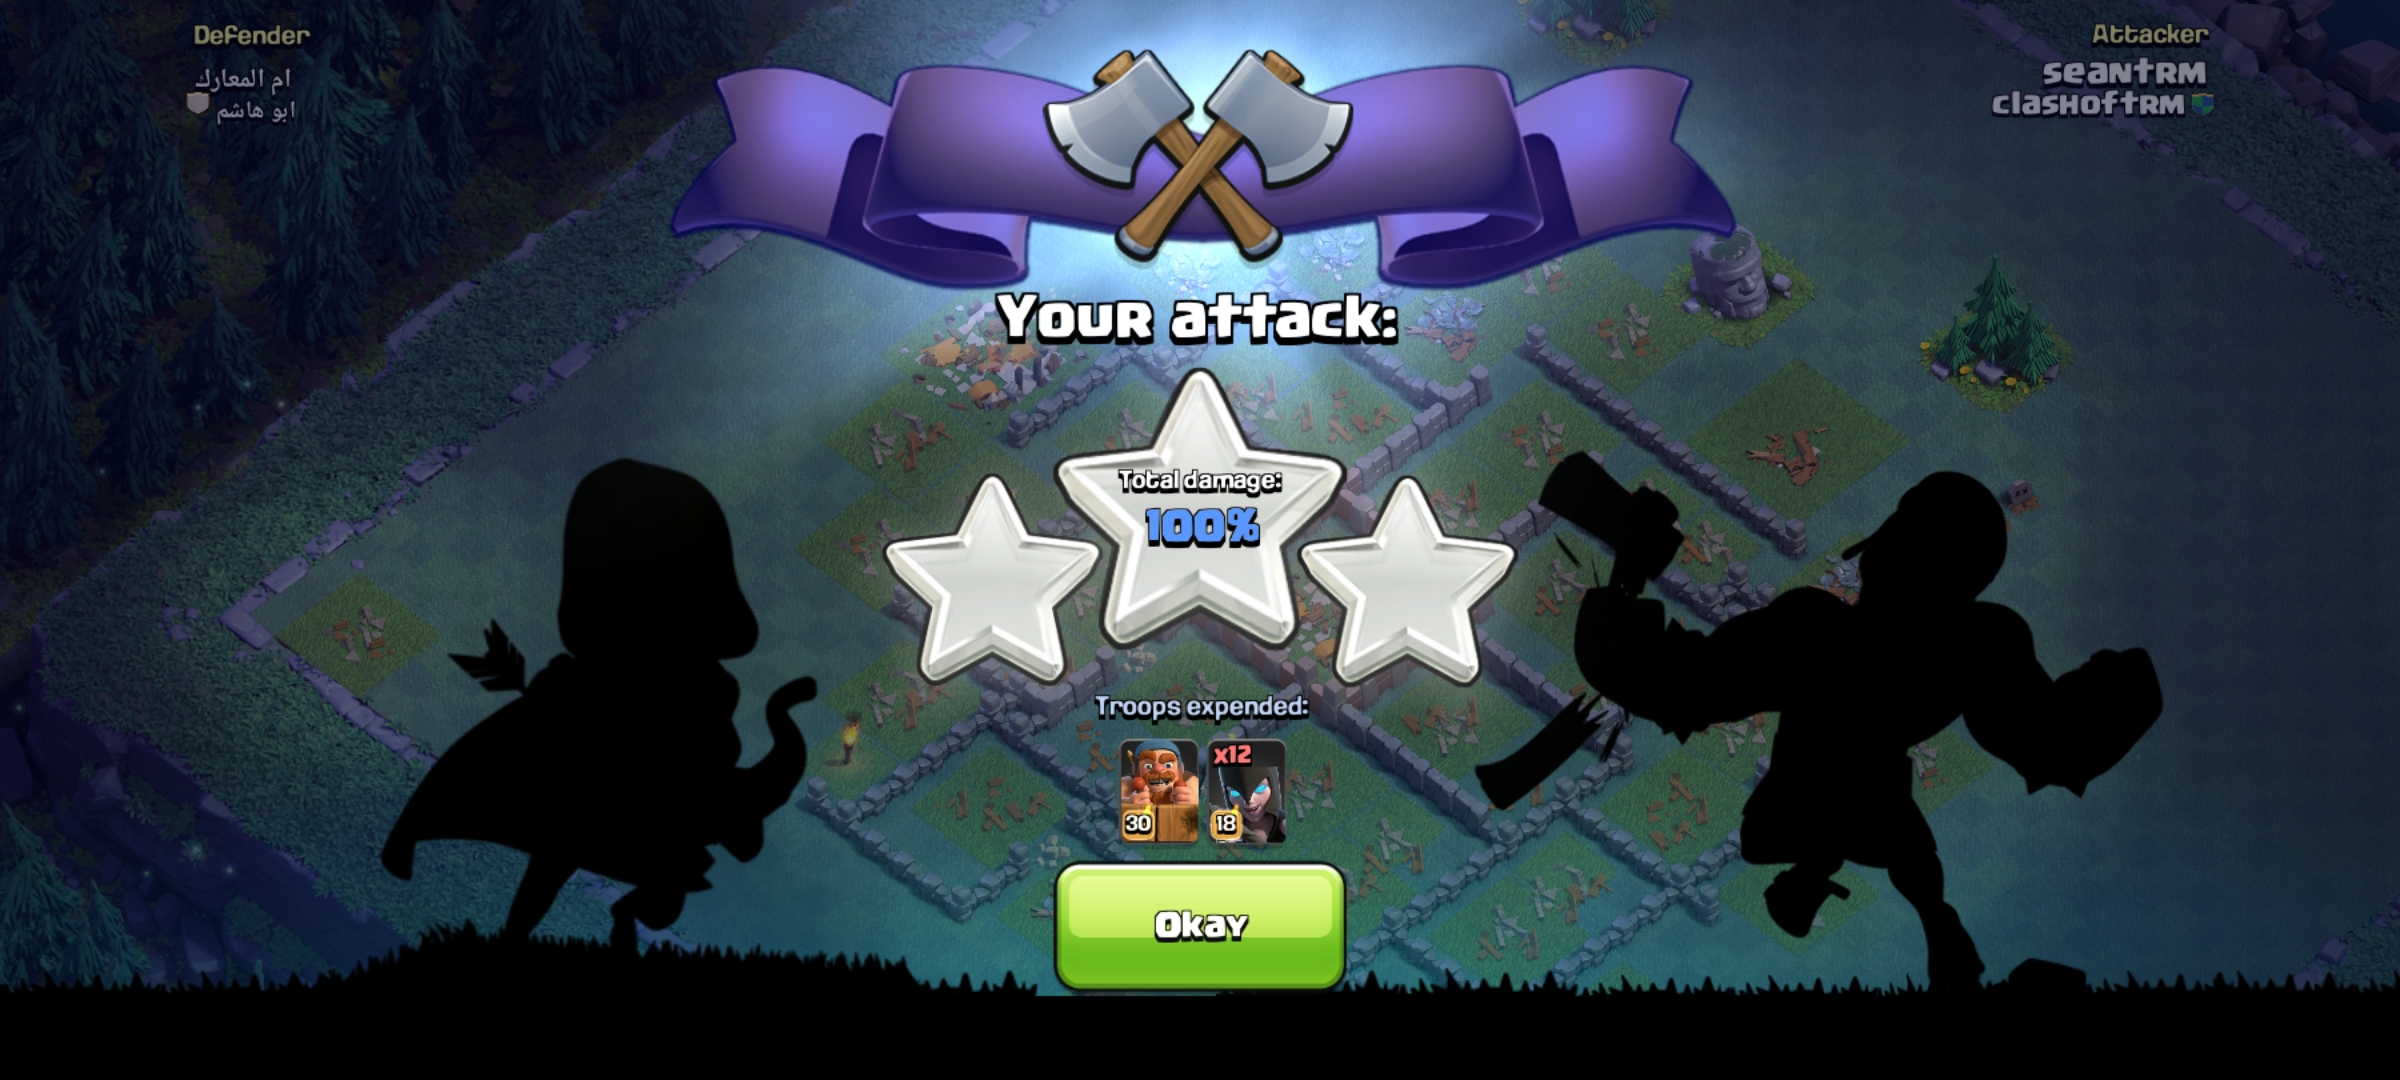 Defender
ام المعارك
ابو هاشم
Attacker
seantRM
clashoftRM
Your attack:
Total damage:
100%
Troops expended:
x12
30
18
Okay